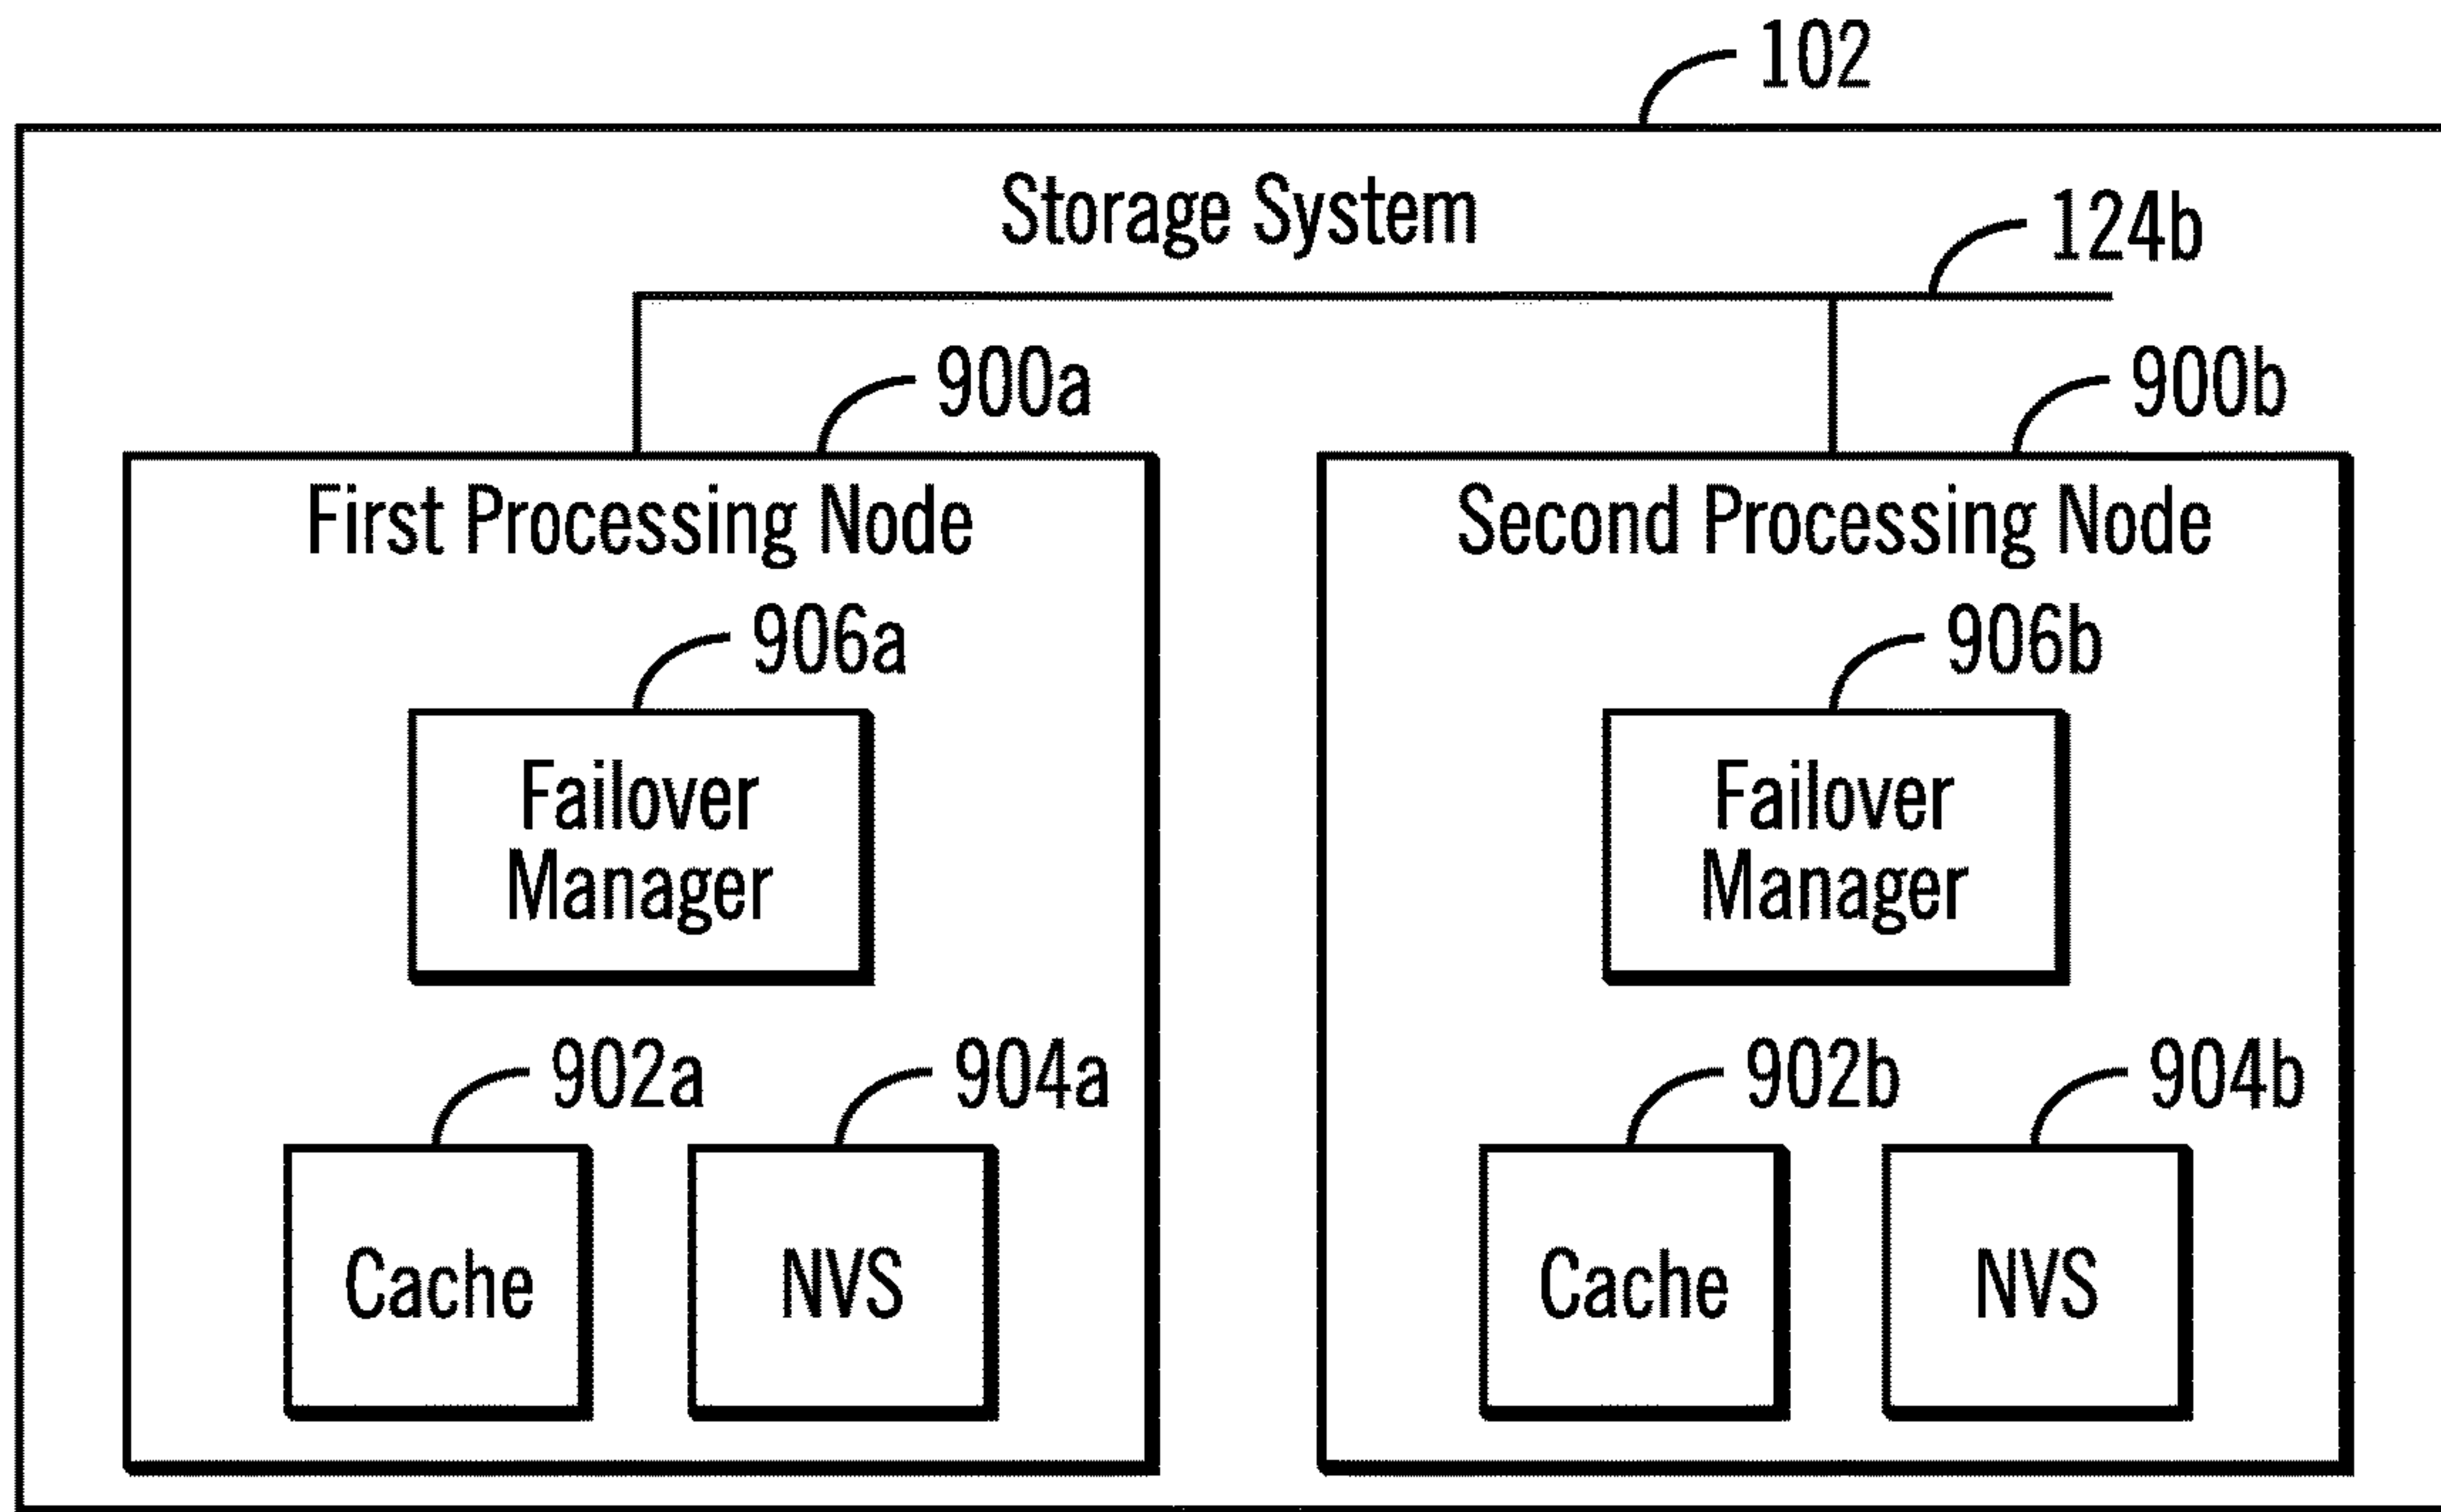 102
Storage System
124b
900a
900b
First Processing Node
Second Processing Node
906a
906b
Failover
Manager
Failover
Manager
902a
904a
902b
904b
Cache
NVS
Cache
NVS